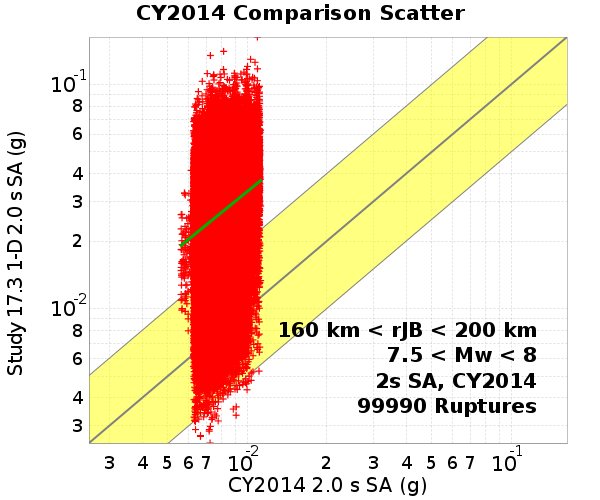 CY2014 Comparison Scatter
Study 17.3 1-D 2.0 s SA (g)
10-1
8
6
4
3
2
10-2
8
6
4
3
160 km < rJB < 200 km
7.5 < Mw < 8
2s SA, CY2014
99990 Ruptures
3 4 5 6 7 10-2 2 3 4 5 6 7 10-1
CY2014 2.0 s SA (g)